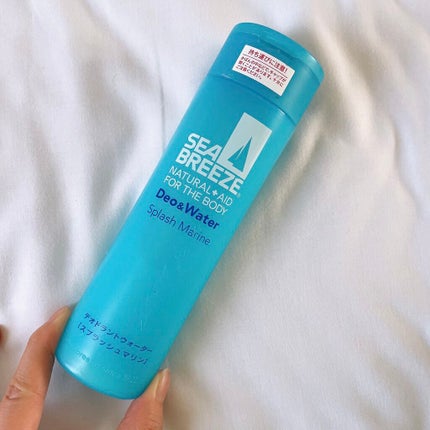 持ち運びに注意!
SEA
BREEZE
NATURAL+AID
FOR THE BODY
Deo&Water
Splash Marine
デオドラントウォーター
(スプラッシュマリン)